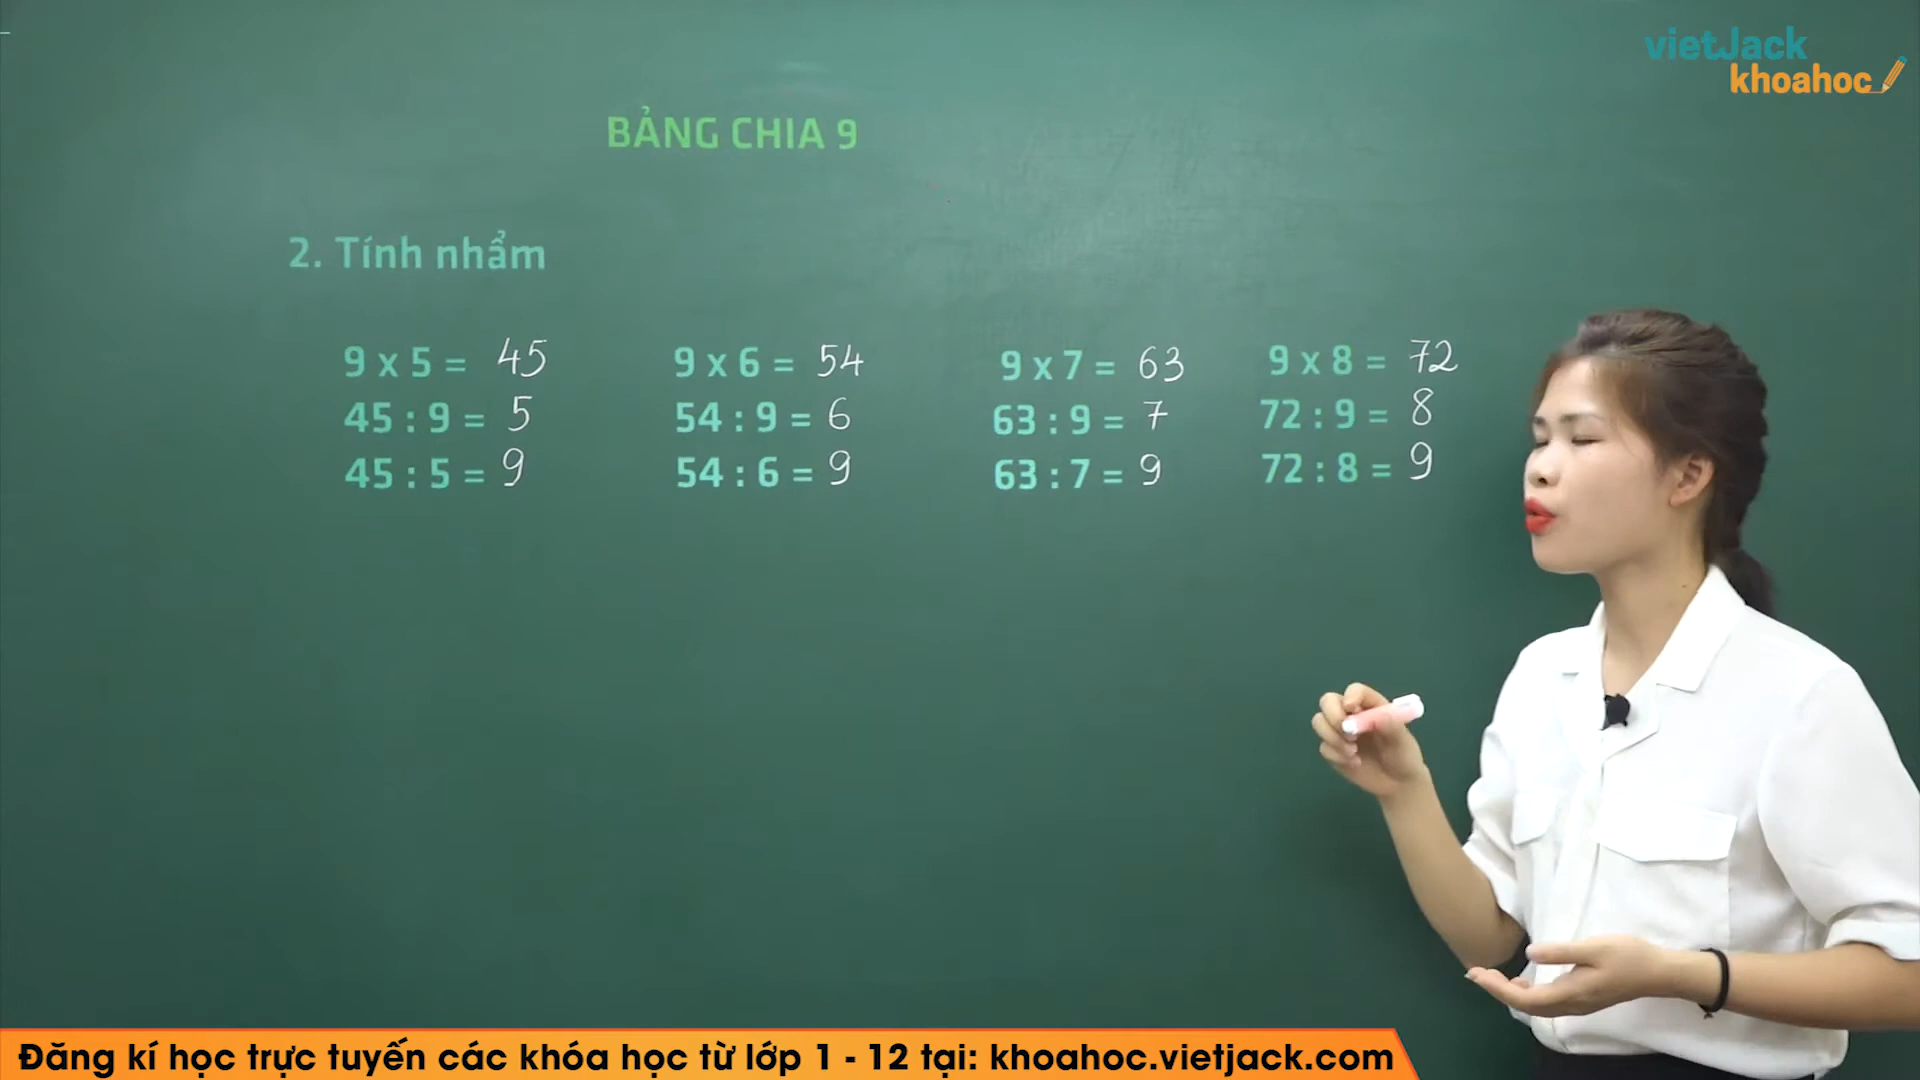 vietJack
khoahoc
BẢNG CHIA 9
2. Tính nhẩm
9 x 5 = 45
9 x 6 = 54
9 x 7 = 63
9 x 8 = 72
45 : 9 = 5
54 : 9 = 6
63 : 9 = 7
72 : 9 = 8
45 : 5 = 9
54 : 6 = 9
63 : 7 = 9
72 : 8 = 9
Đăng kí học trực tuyến các khóa học từ lớp 1 - 12 tại: khoahoc.vietjack.com